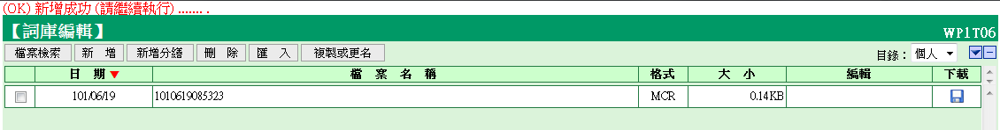 (OK) 新增成功 (請繼續執行) ....... .
【詞庫編輯】 WP1T06
檔案檢索 新 增 新增分繕 刪 除 匯 入 複製或更名 目錄：個人
日 期 檔 案 名 稱 格式 大 小 編輯 下載
101/06/19 1010619085323 MCR 0.14KB